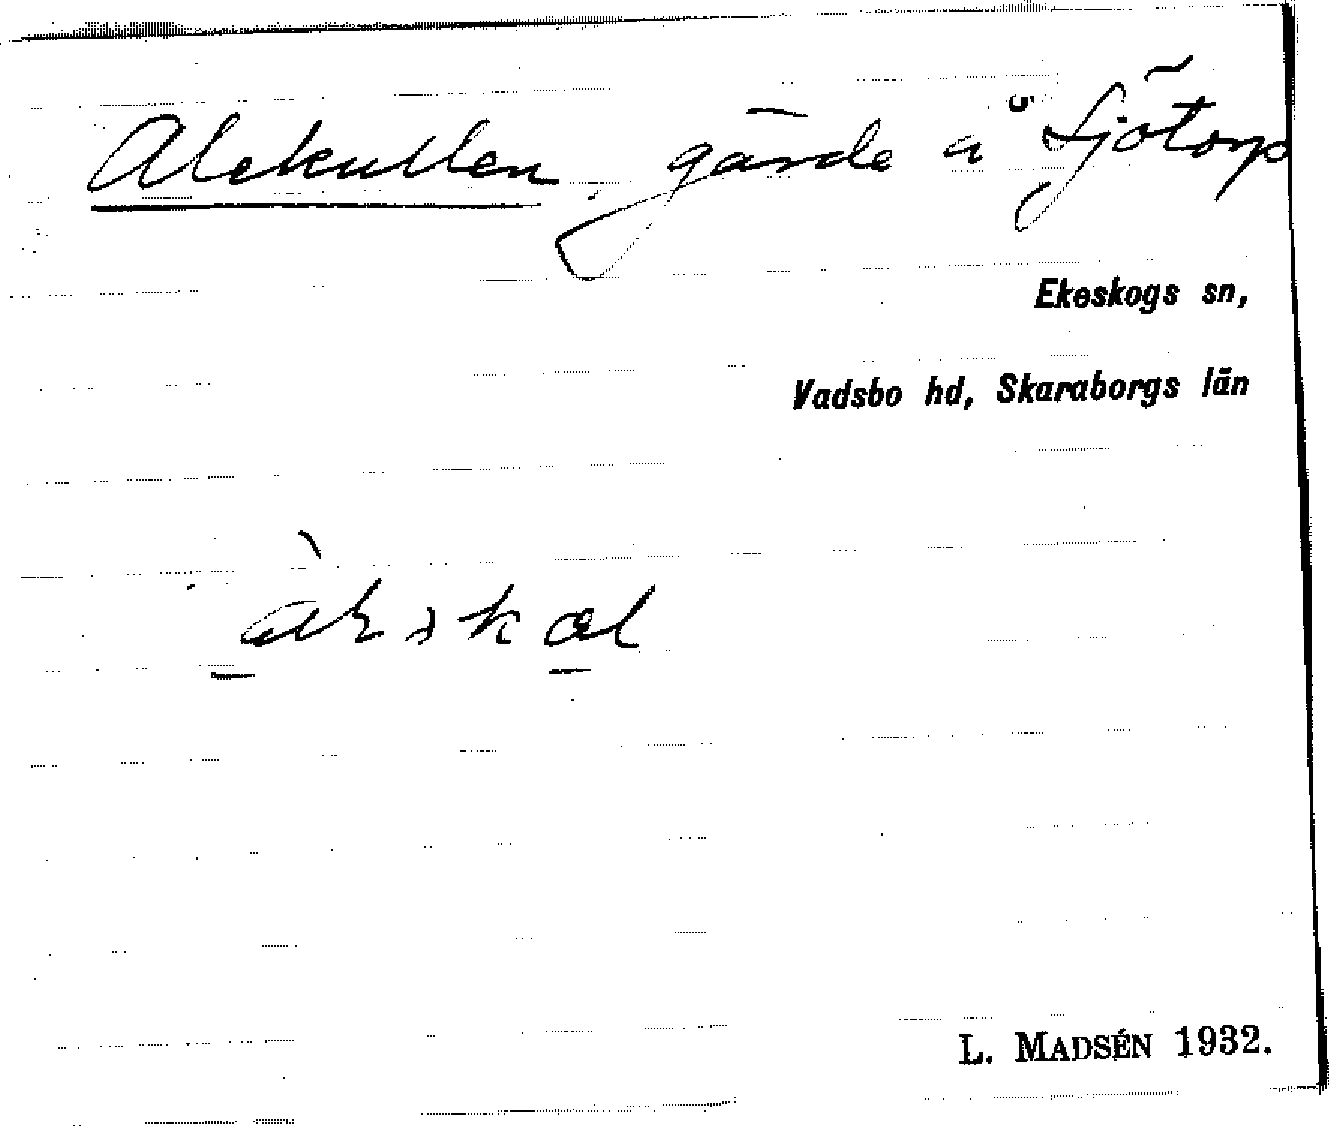 Alekullen gärde å Sjötorp
Ekeskogs sn,
Vadsbo hd, Skaraborgs län
L. MADSÉN 1932.